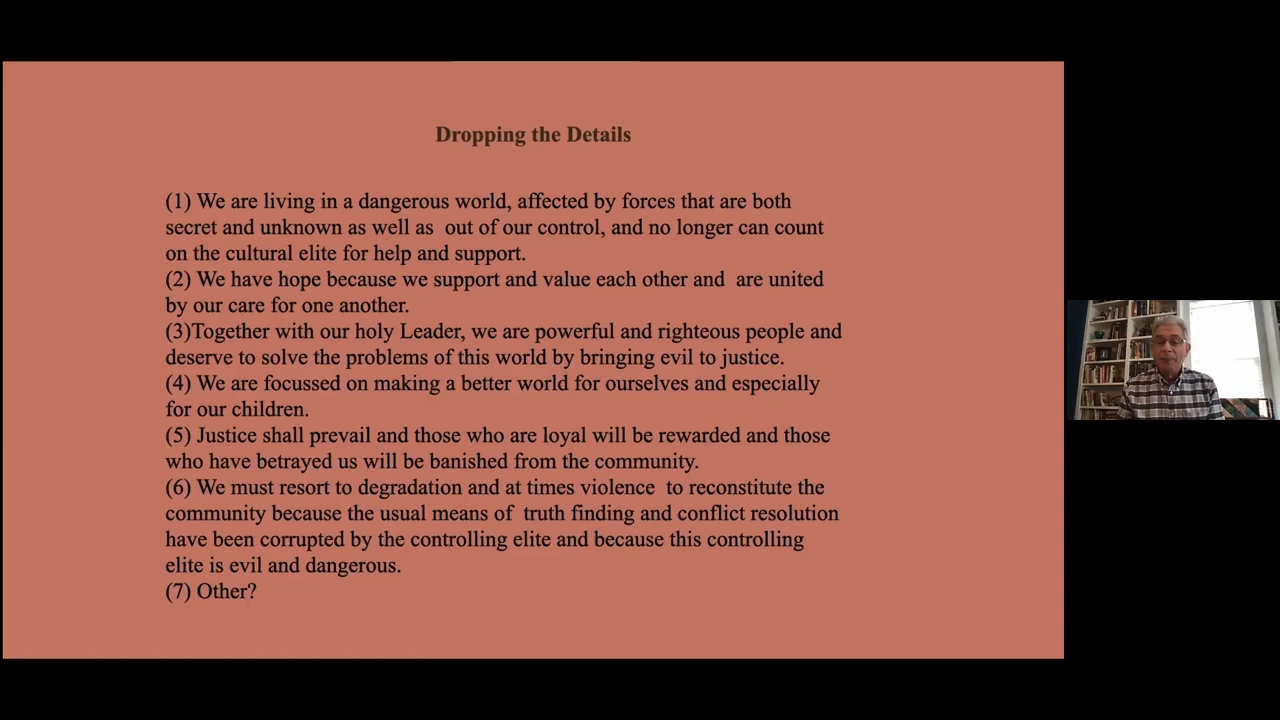 Dropping the Details
(1) We are living in a dangerous world, affected by forces that are both
secret and unknown as well as  out of our control, and no longer can count
on the cultural elite for help and support.
(2) We have hope because we support and value each other and  are united
by our care for one another.
(3)Together with our holy Leader, we are powerful and righteous people and
deserve to solve the problems of this world by bringing evil to justice.
(4) We are focussed on making a better world for ourselves and especially
for our children.
(5) Justice shall prevail and those who are loyal will be rewarded and those
who have betrayed us will be banished from the community.
(6) We must resort to degradation and at times violence  to reconstitute the
community because the usual means of  truth finding and conflict resolution
have been corrupted by the controlling elite and because this controlling
elite is evil and dangerous.
(7) Other?